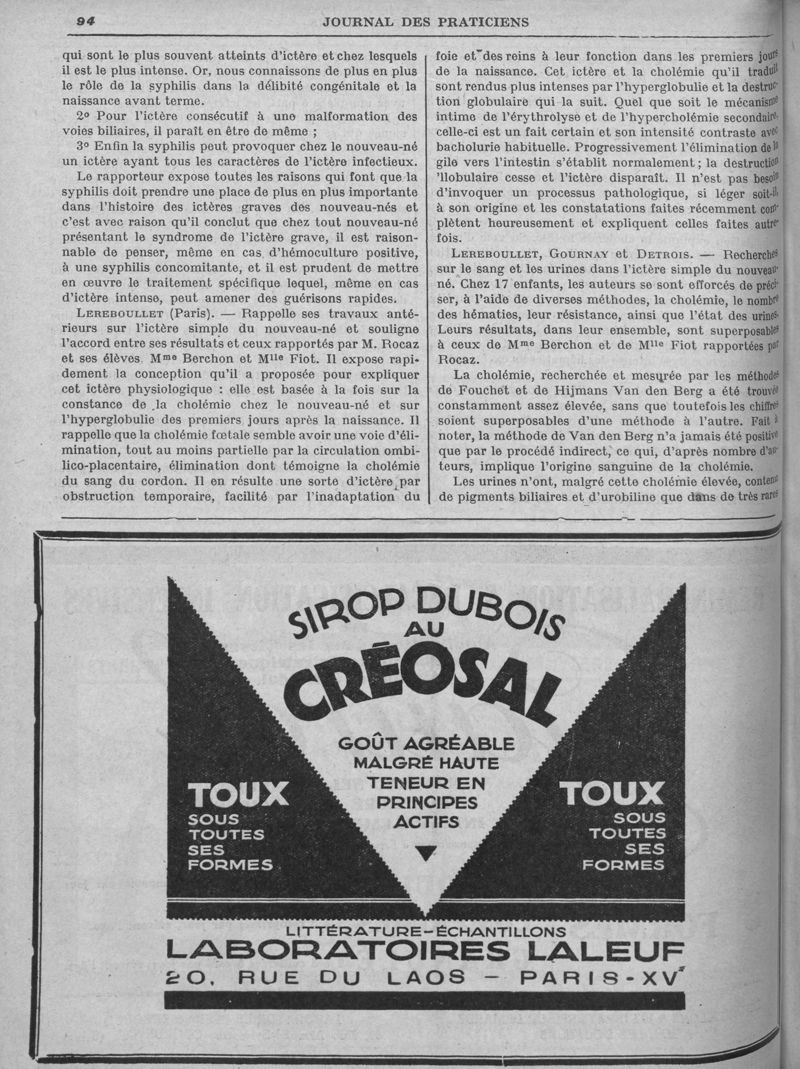 94
JOURNAL DES PRATICIENS
qui sont le plus souvent atteints d'ictère et chez lesquels
il est le plus intense. Or, nous connaissons de plus en plus
le rôle de la syphilis dans la délibité congénitale et la
naissance avant terme.
2o Pour l'ictère consécutif à une malformation des
voies biliaires, il paraît en être de même ;
3o Enfin la syphilis peut provoquer chez le nouveau-né
un ictère ayant tous les caractères de l'ictère infectieux.
Le rapporteur expose toutes les raisons qui font que la
syphilis doit prendre une place de plus en plus importante
dans l'histoire des ictères graves des nouveau-nés et
c'est avec raison qu'il conclut que chez tout nouveau-né
présentant le syndrome de l'ictère grave, il est raison-
nable de penser, même en cas d'hémoculture positive,
à une syphilis concomitante, et il est prudent de mettre
en œuvre le traitement spécifique lequel, même en cas
d'ictère intense, peut amener des guérisons rapides.
LEREBOULLET (Paris). — Rappelle ses travaux anté-
rieurs sur l'ictère simple du nouveau-né et souligne
l'accord entre ses résultats et ceux rapportés par M. Rocaz
et ses élèves Mme Berchon et Mlle Fiot. Il expose rapi-
dement la conception qu'il a proposée pour expliquer
cet ictère physiologique : elle est basée à la fois sur la
constance de la cholémie chez le nouveau-né et sur
l'hyperglobulie des premiers jours après la naissance. Il
rappelle que la cholémie fœtale semble avoir une voie d'éli-
mination, tout au moins partielle par la circulation ombi-
lico-placentaire, élimination dont témoigne la cholémie
du sang du cordon. Il en résulte une sorte d'ictère par
obstruction temporaire, facilité par l'inadaptation du
foie et des reins à leur fonction dans les premiers jours
de la naissance. Cet ictère et la cholémie qu'il traduit
sont rendus plus intenses par l'hyperglobulie et la destruc-
tion globulaire qui la suit. Quel que soit le mécanisme
intime de l'érythrolyse et de l'hypercholémie secondaire,
celle-ci est un fait certain et son intensité contraste avec
bacholurie habituelle. Progressivement l'élimination de la
gile vers l'intestin s'établit normalement ; la destruction
'llobulaire cesse et l'ictère disparaît. Il n'est pas besoin
d'invoquer un processus pathologique, si léger soit-il,
à son origine et les constatations faites récemment com-
plètent heureusement et expliquent celles faites autre-
fois.
LEREBOULLET, GOURNAY et DETROIS. — Recherches
sur le sang et les urines dans l'ictère simple du nouveau-
né. Chez 17 enfants, les auteurs se sont efforcés de préci-
ser, à l'aide de diverses méthodes, la cholémie, le nombre
des hématies, leur résistance, ainsi que l'état des urines.
Leurs résultats, dans leur ensemble, sont superposables
à ceux de Mme Berchon et de Mlle Fiot rapportées par
Rocaz.
La cholémie, recherchée et mesurée par les méthodes
de Fouchet et de Hijmans Van den Berg a été trouvée
constamment assez élevée, sans que toutefois les chiffres
soient superposables d'une méthode à l'autre. Fait à
noter, la méthode de Van den Berg n'a jamais été positive
que par le procédé indirect, ce qui, d'après nombre d'au-
teurs, implique l'origine sanguine de la cholémie.
Les urines n'ont, malgré cette cholémie élevée, contenu
de pigments biliaires et d'urobiline que dans de très rares
SIROP DUBOIS
AU
CRÉOSAL
GOÛT AGRÉABLE
MALGRÉ HAUTE
TENEUR EN
PRINCIPES
ACTIFS
TOUX
SOUS
TOUTES
SES
FORMES
TOUX
SOUS
TOUTES
SES
FORMES
LITTÉRATURE-ÉCHANTILLONS
LABORATOIRES LALEUF
20, RUE DU LAOS — PARIS-XVe